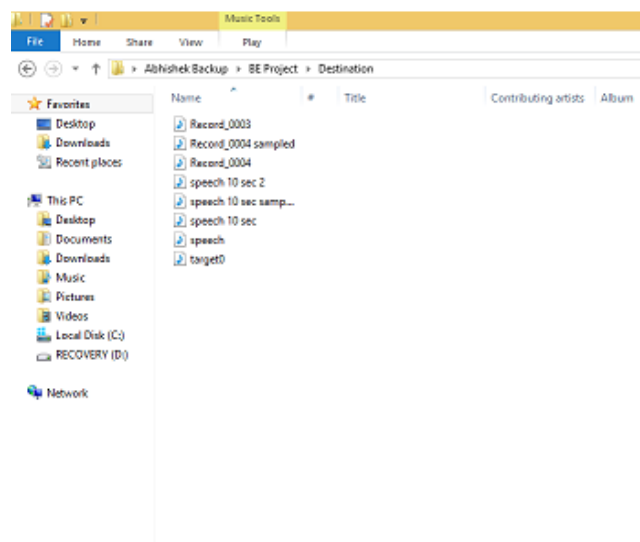 Music Tools
File Home Share View Play
Abhishek Backup BE Project Destination
Name # Title Contributing artists Album
Favorites
Desktop
Downloads
Recent places
This PC
Desktop
Documents
Downloads
Music
Pictures
Videos
Local Disk (C:)
RECOVERY (D:)
Network
Record_0003
Record_0004 sampled
Record_0004
speech 10 sec 2
speech 10 sec samp...
speech 10 sec
speech
target0